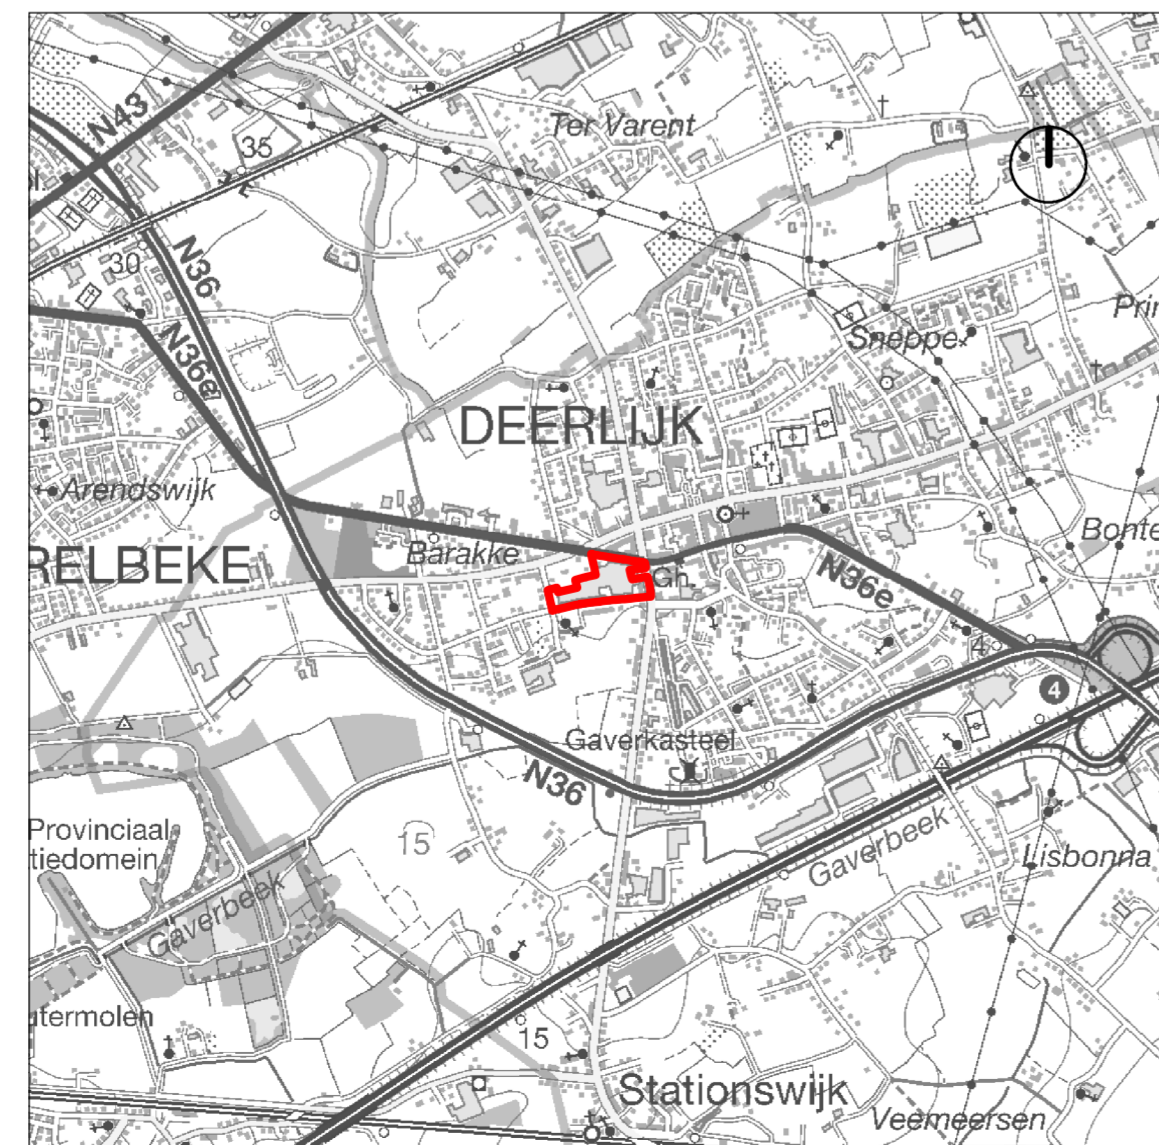 N43
Ter Varent
35
N36
30
N36e
Sneppe
DEERLIJK
Arendswijk
RELBEKE
Barakke
Gh.
N36e
4
4
Gaverkasteel
N36
15
Provinciaal
tiedomein
Gaverbeek
Gaverbeek
Lisbonna
15
Stationswijk
Veemeersen
utermolen
Prin
Bonte